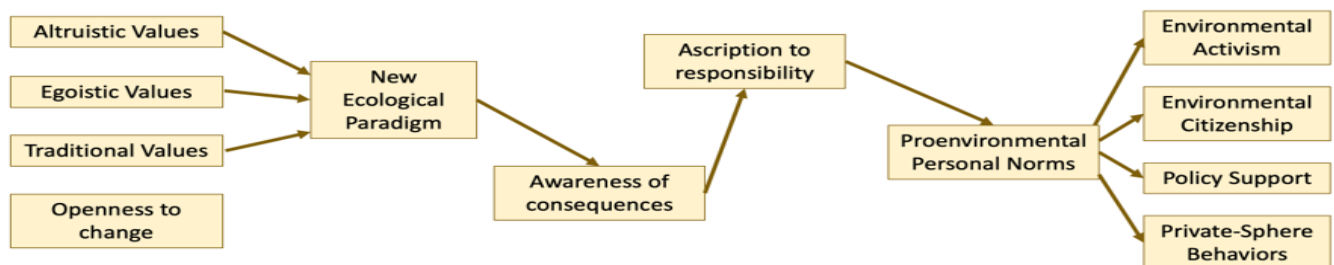 Altruistic Values
Egoistic Values
Traditional Values
Openness to
change
New
Ecological
Paradigm
Awareness of
consequences
Ascription to
responsibility
Proenvironmental
Personal Norms
Environmental
Activism
Environmental
Citizenship
Policy Support
Private-Sphere
Behaviors